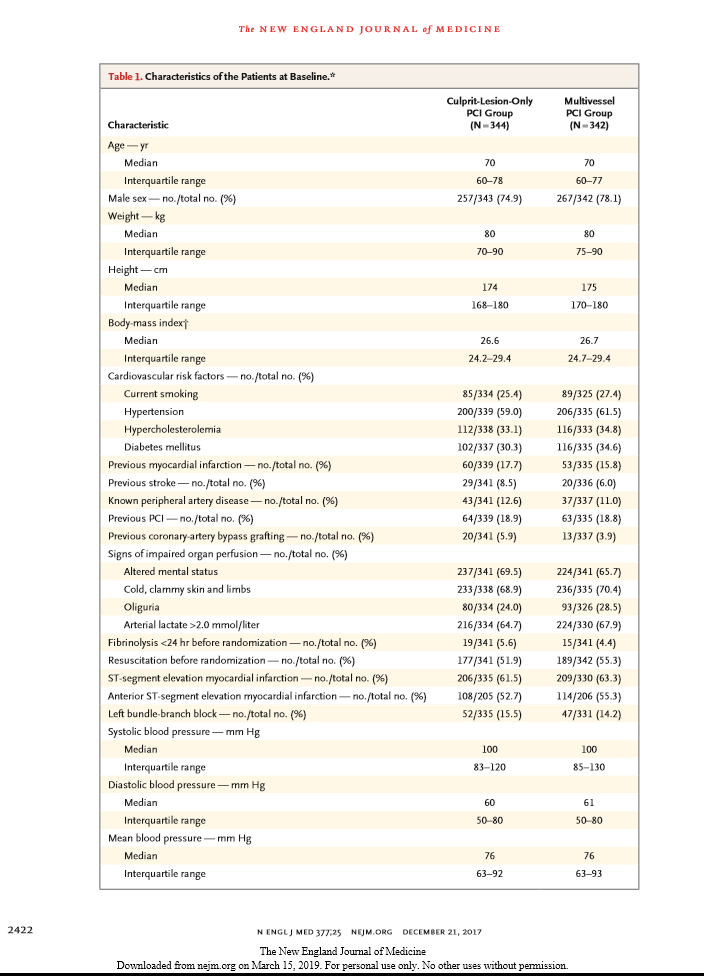 The NEW ENGLAND JOURNAL of MEDICINE
Table 1. Characteristics of the Patients at Baseline.*
Characteristic Culprit-Lesion-Only PCI Group (N=344) Multivessel PCI Group (N=342)
Age — yr
Median 70 70
Interquartile range 60–78 60–77
Male sex — no./total no. (%) 257/343 (74.9) 267/342 (78.1)
Weight — kg
Median 80 80
Interquartile range 70–90 75–90
Height — cm
Median 174 175
Interquartile range 168–180 170–180
Body-mass index†
Median 26.6 26.7
Interquartile range 24.2–29.4 24.7–29.4
Cardiovascular risk factors — no./total no. (%)
Current smoking 85/334 (25.4) 89/325 (27.4)
Hypertension 200/339 (59.0) 206/335 (61.5)
Hypercholesterolemia 112/338 (33.1) 116/333 (34.8)
Diabetes mellitus 102/337 (30.3) 116/335 (34.6)
Previous myocardial infarction — no./total no. (%) 60/339 (17.7) 53/335 (15.8)
Previous stroke — no./total no. (%) 29/341 (8.5) 20/336 (6.0)
Known peripheral artery disease — no./total no. (%) 43/341 (12.6) 37/337 (11.0)
Previous PCI — no./total no. (%) 64/339 (18.9) 63/335 (18.8)
Previous coronary-artery bypass grafting — no./total no. (%) 20/341 (5.9) 13/337 (3.9)
Signs of impaired organ perfusion — no./total no. (%)
Altered mental status 237/341 (69.5) 224/341 (65.7)
Cold, clammy skin and limbs 233/338 (68.9) 236/335 (70.4)
Oliguria 80/334 (24.0) 93/326 (28.5)
Arterial lactate >2.0 mmol/liter 216/334 (64.7) 224/330 (67.9)
Fibrinolysis <24 hr before randomization — no./total no. (%) 19/341 (5.6) 15/341 (4.4)
Resuscitation before randomization — no./total no. (%) 177/341 (51.9) 189/342 (55.3)
ST-segment elevation myocardial infarction — no./total no. (%) 206/335 (61.5) 209/330 (63.3)
Anterior ST-segment elevation myocardial infarction — no./total no. (%) 108/205 (52.7) 114/206 (55.3)
Left bundle-branch block — no./total no. (%) 52/335 (15.5) 47/331 (14.2)
Systolic blood pressure — mm Hg
Median 100 100
Interquartile range 83–120 85–130
Diastolic blood pressure — mm Hg
Median 60 61
Interquartile range 50–80 50–80
Mean blood pressure — mm Hg
Median 76 76
Interquartile range 63–92 63–93
2422 N ENGL J MED 377;25 NEJM.ORG DECEMBER 21, 2017
The New England Journal of Medicine
Downloaded from nejm.org on March 15, 2019. For personal use only. No other uses without permission.